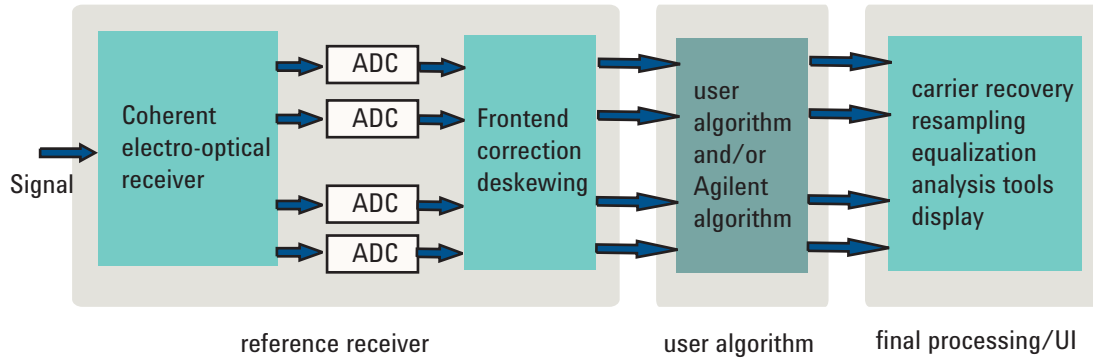 Signal
Coherent
electro-optical
receiver
ADC
ADC
ADC
ADC
Frontend
correction
deskewing
user
algorithm
and/or
Agilent
algorithm
carrier recovery
resampling
equalization
analysis tools
display
reference receiver
user algorithm
final processing/UI